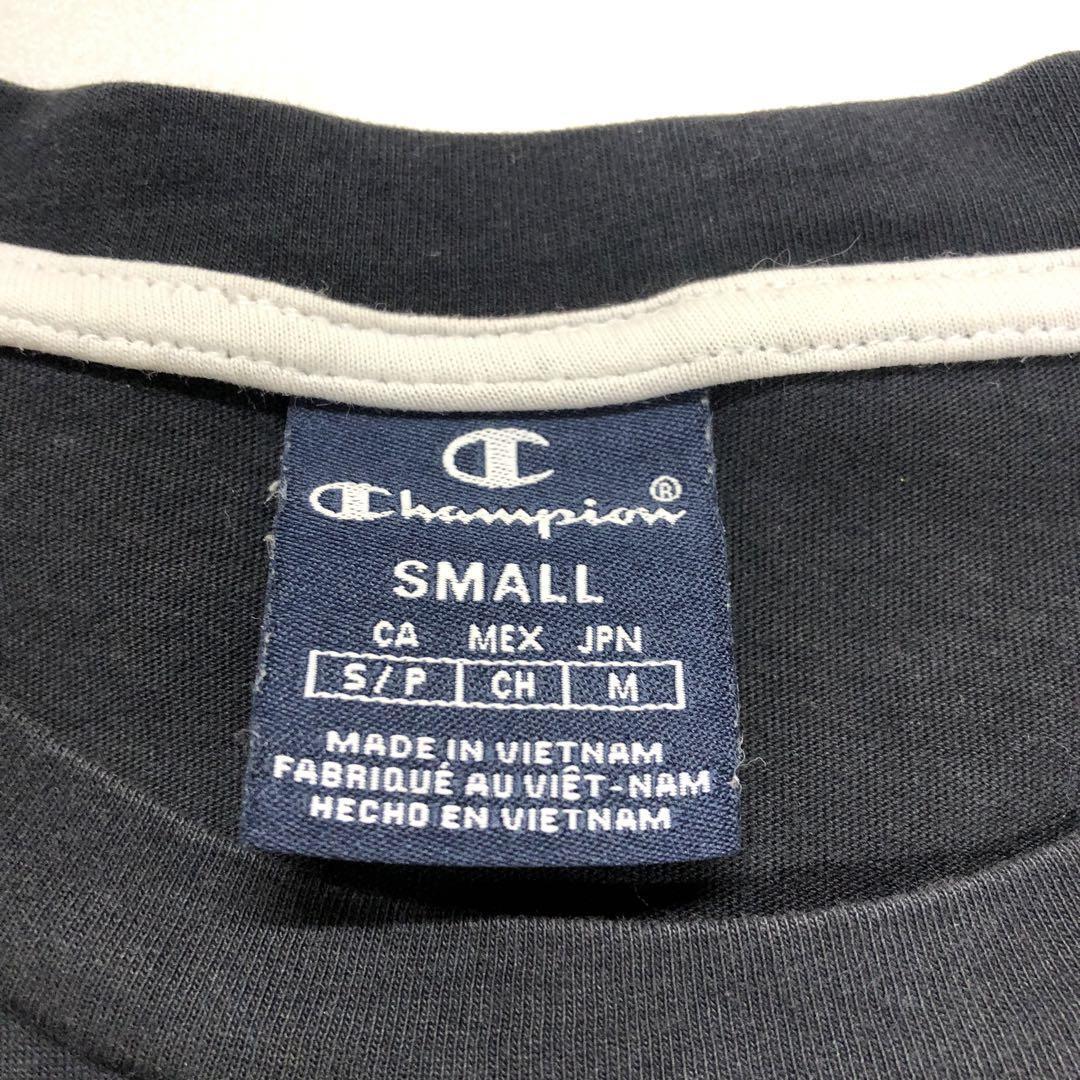 Champion®
SMALL
CA MEX JPN
S/P CH M
MADE IN VIETNAM
FABRIQUÉ AU VIÊT-NAM
HECHO EN VIETNAM